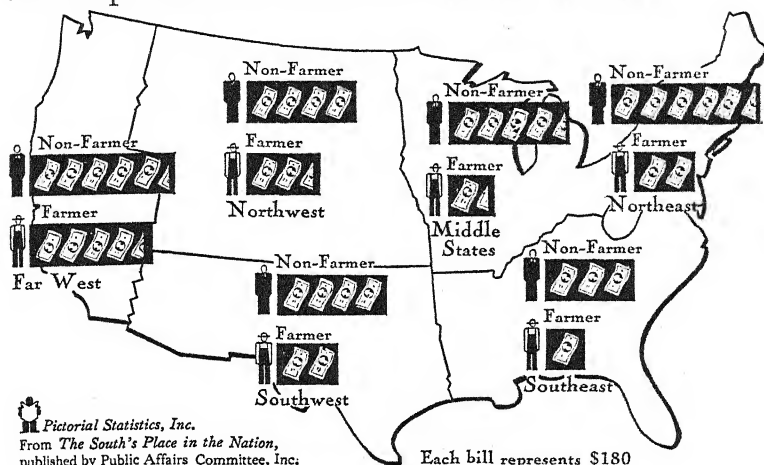 Non-Farmer
Farmer
Northwest
Non-Farmer
Farmer
Middle
States
Non-Farmer
Farmer
Northeast
Non-Farmer
Farmer
Far West
Non-Farmer
Farmer
Southwest
Non-Farmer
Farmer
Southeast
Pictorial Statistics, Inc.
From The South's Place in the Nation,
published by Public Affairs Committee, Inc.
Each bill represents $180